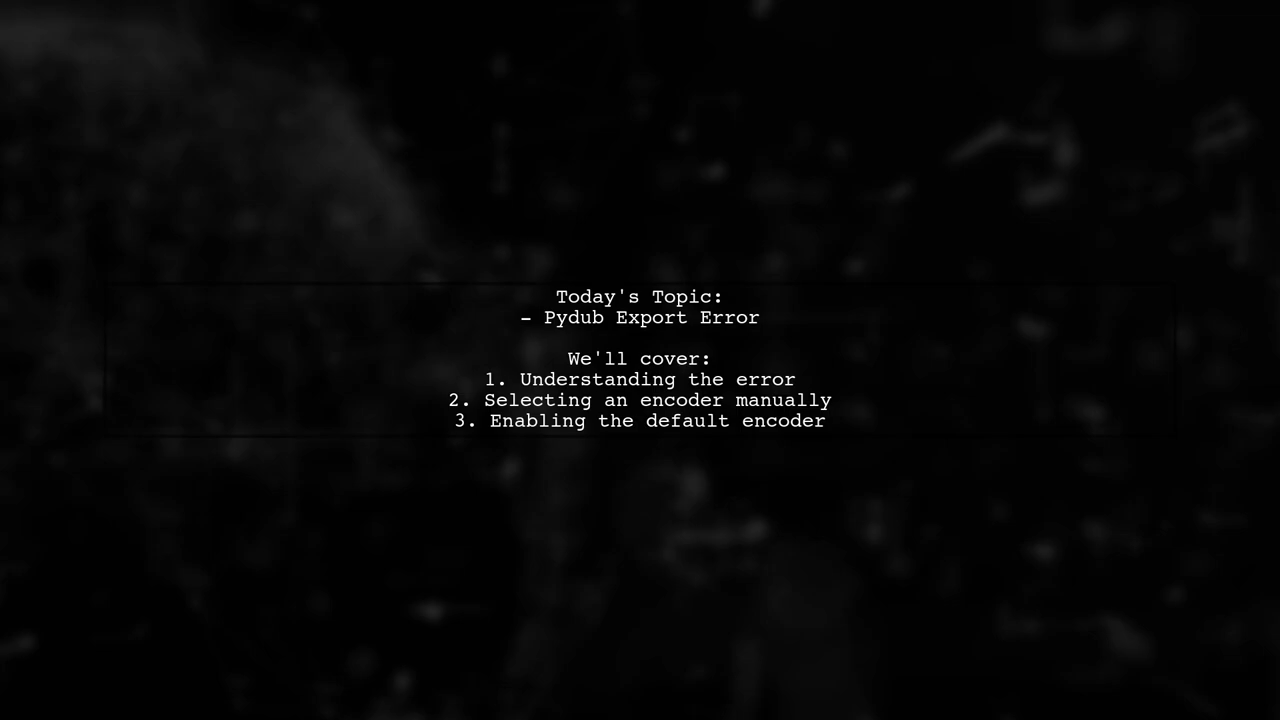 Today's Topic:
- Pydub Export Error
We'll cover:
1. Understanding the error
2. Selecting an encoder manually
3. Enabling the default encoder